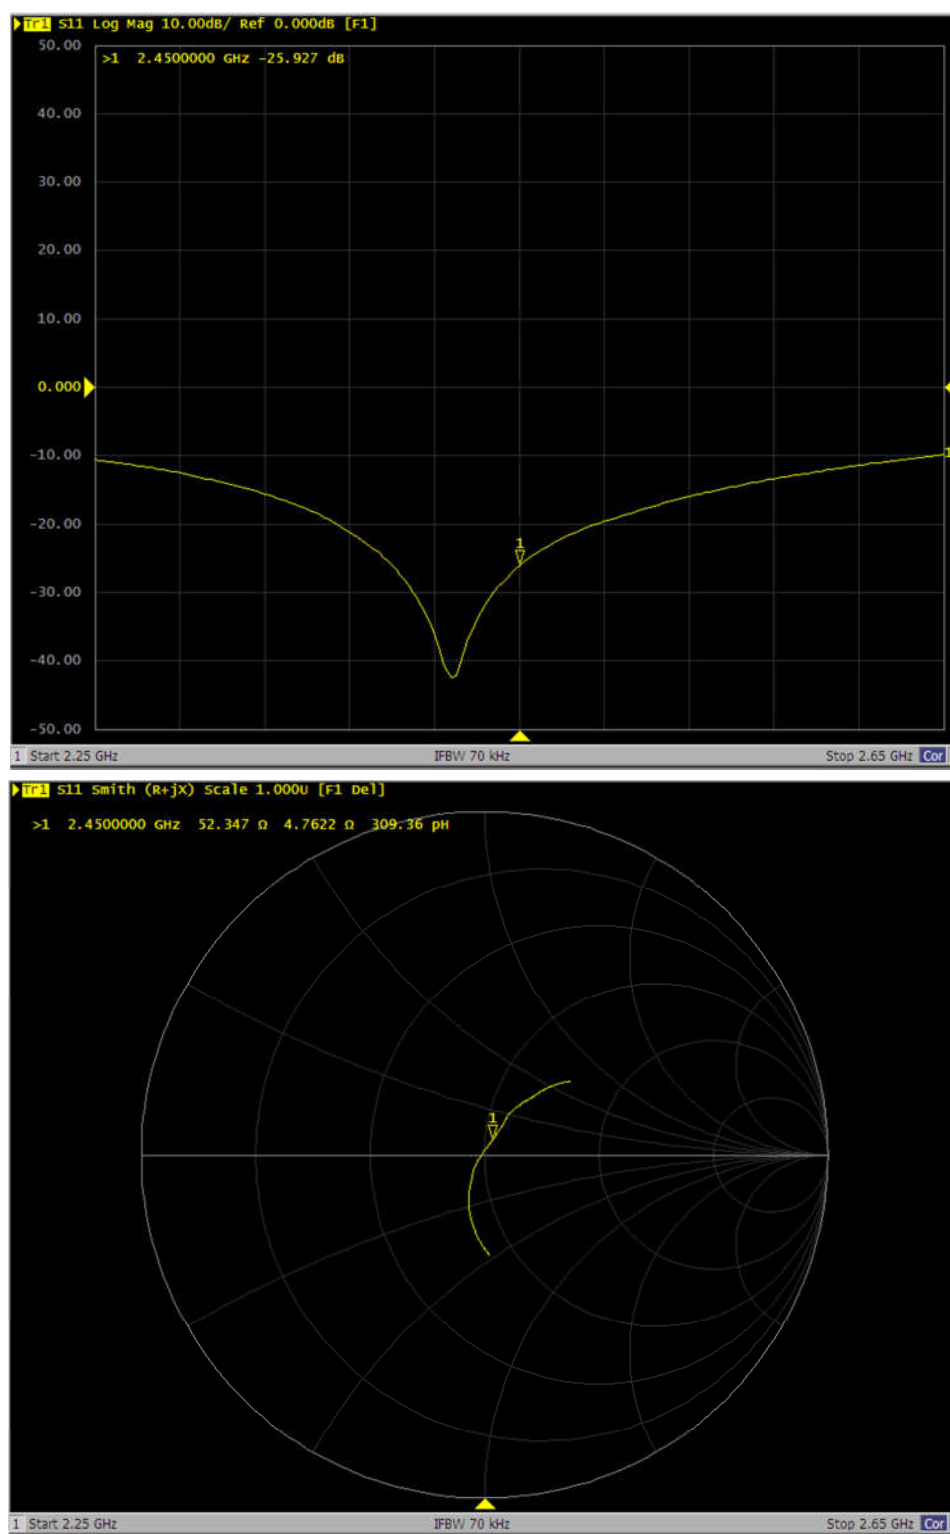 Tr1 S11 Log Mag 10.00dB/ Ref 0.000dB [F1]
50.00
>1 2.4500000 GHz -25.927 dB
40.00
30.00
20.00
10.00
0.000
-10.00
1
-20.00
1
-30.00
-40.00
-50.00
1 Start 2.25 GHz IFBW 70 kHz Stop 2.65 GHz Cor
Tr1 S11 Smith (R+jX) Scale 1.000U [F1 Del]
>1 2.4500000 GHz 52.347 Ω 4.7622 Ω 309.36 pH
1
1 Start 2.25 GHz IFBW 70 kHz Stop 2.65 GHz Cor